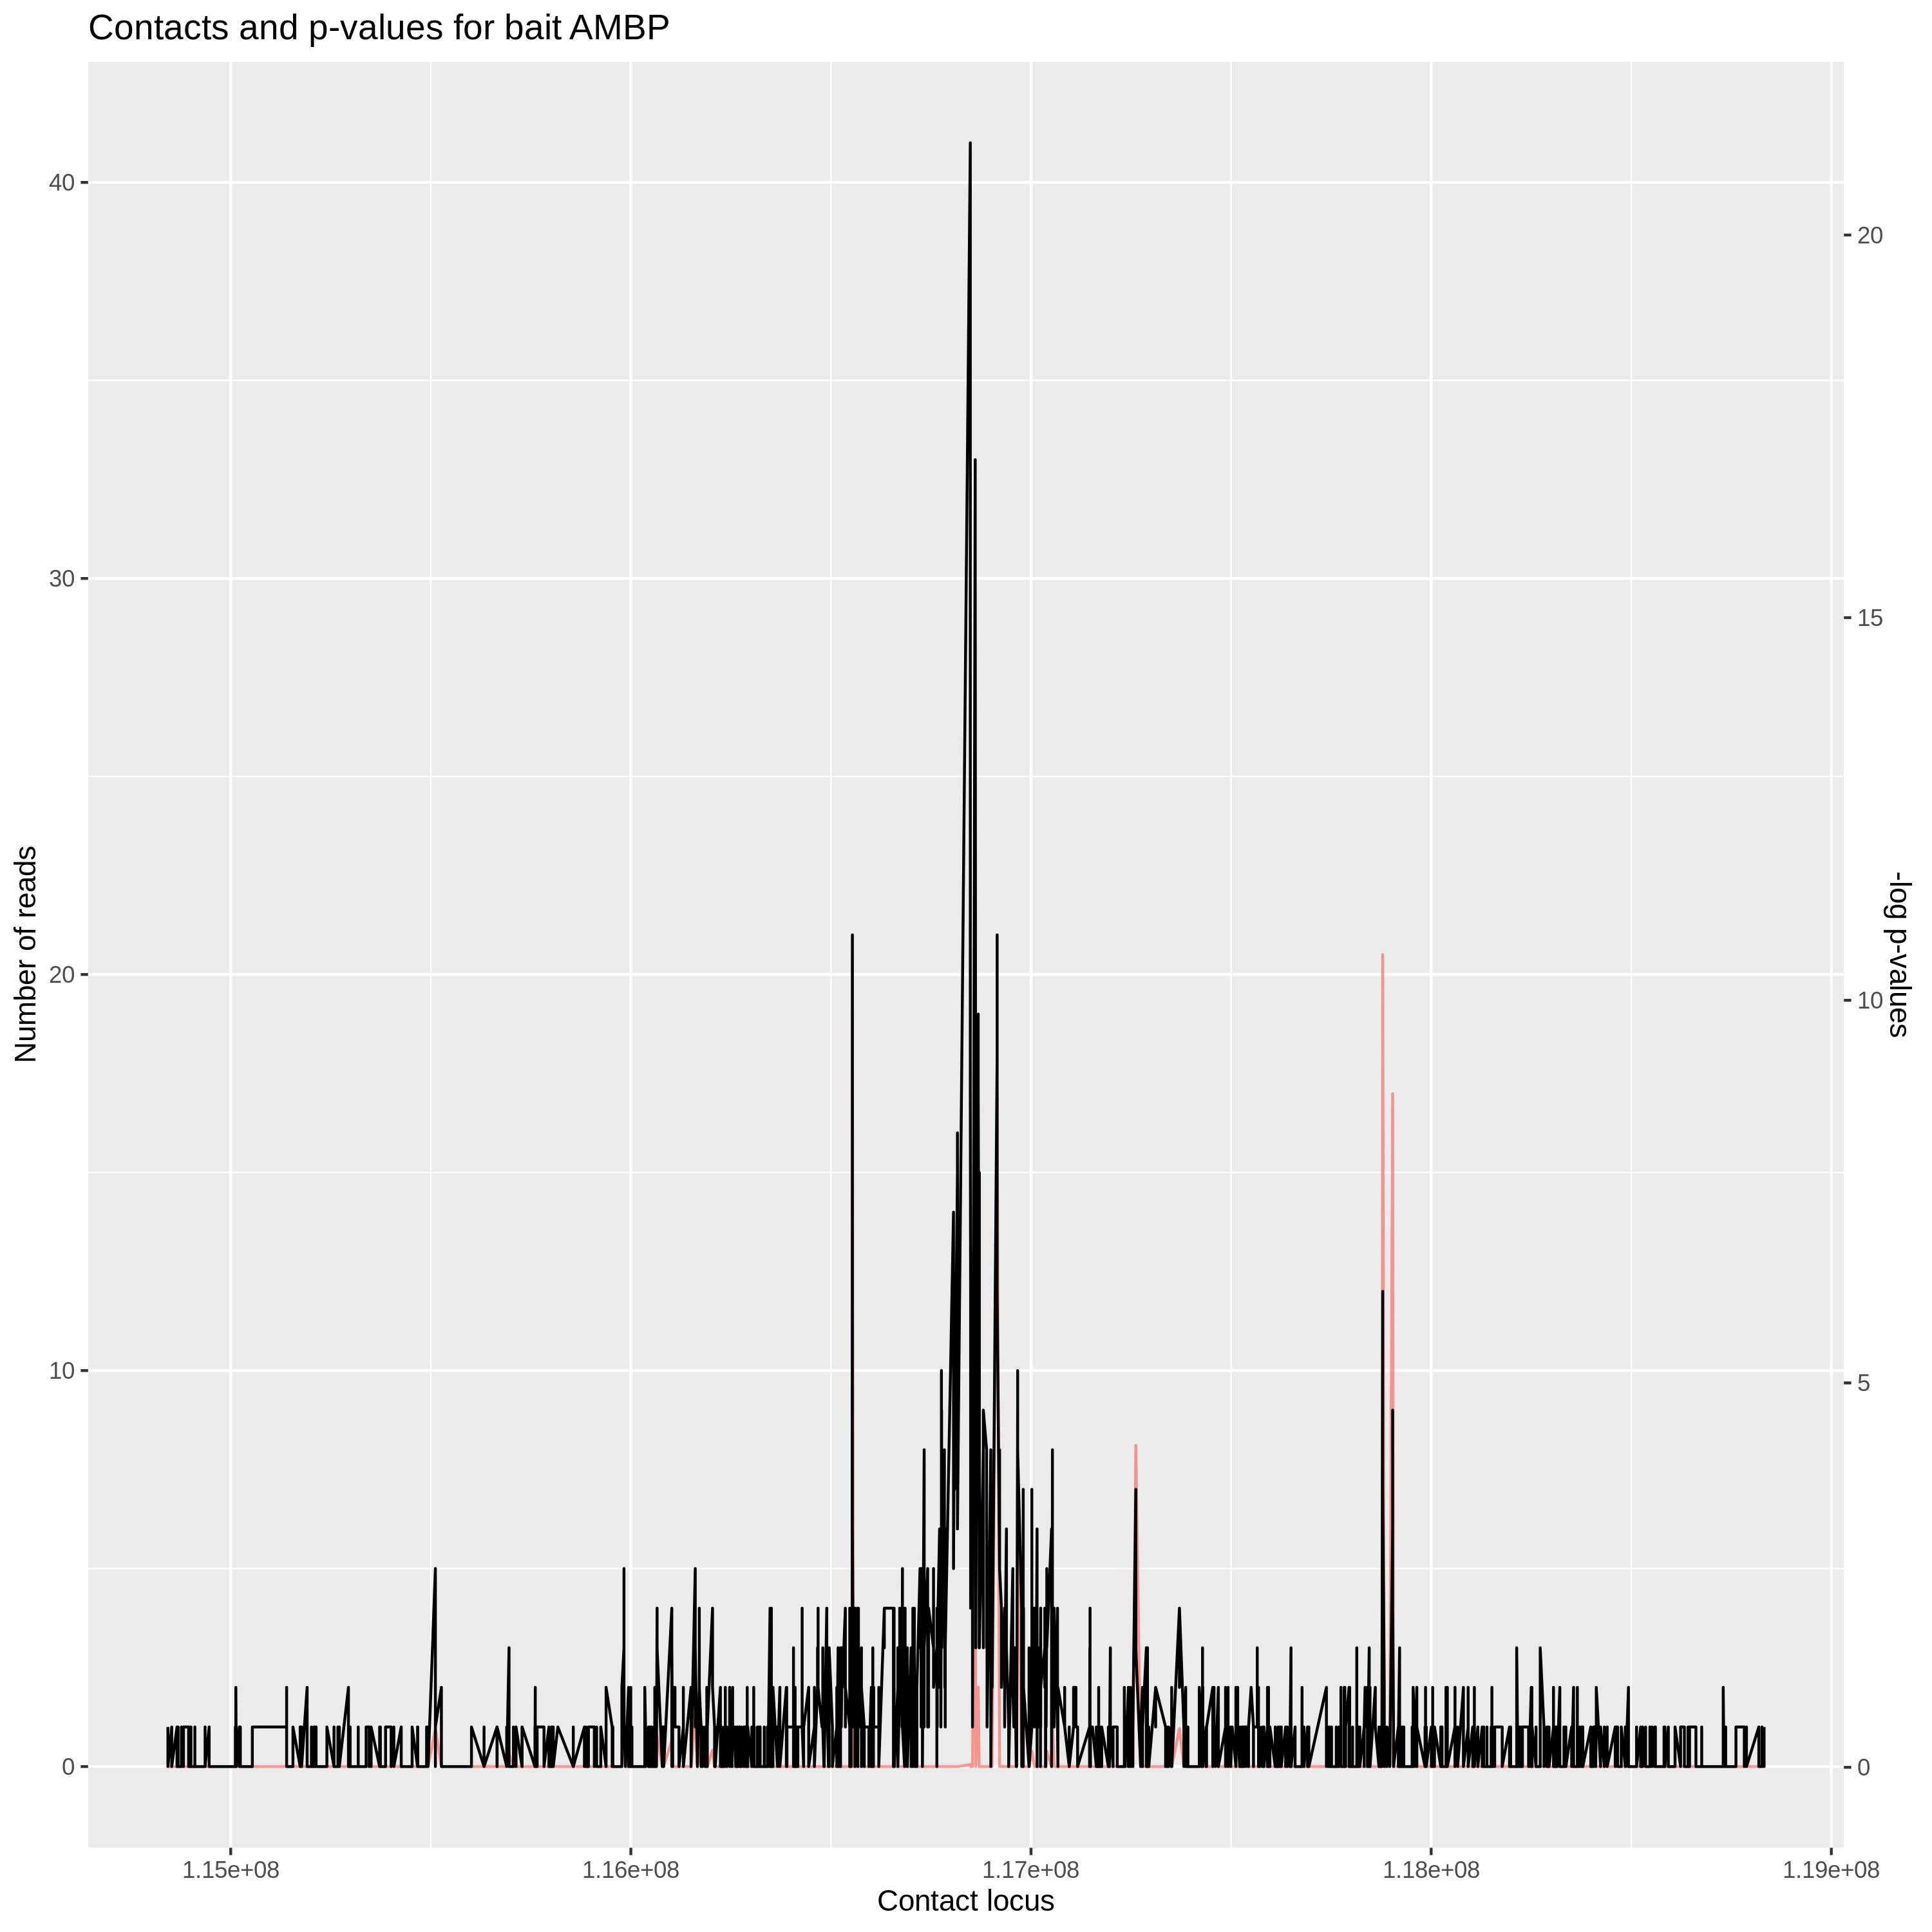 Contacts and p-values for bait AMBP
Number of reads
40
30
20
10
0
20
15
10
5
0
-log p-values
1.15e+08
1.16e+08
1.17e+08
1.18e+08
1.19e+08
Contact locus